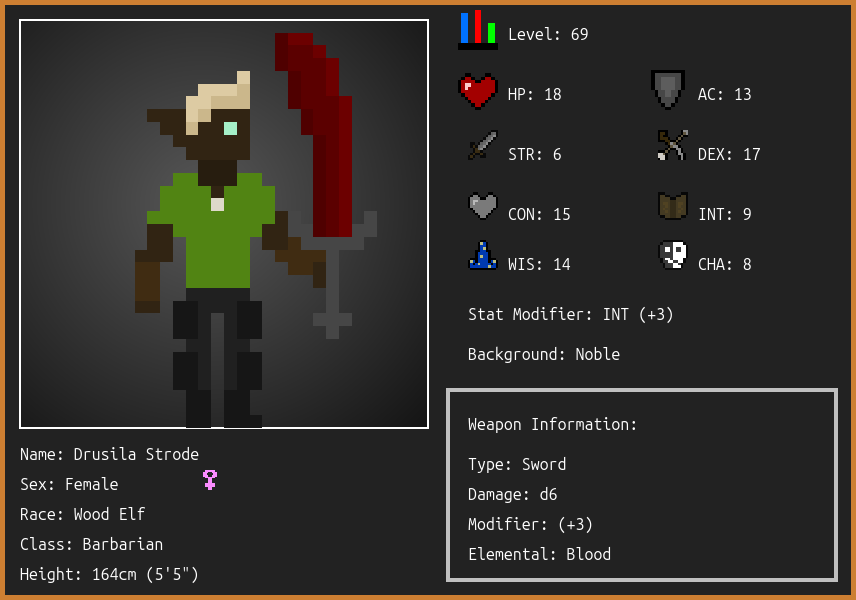 Level: 69
HP: 18
AC: 13
STR: 6
DEX: 17
CON: 15
INT: 9
WIS: 14
CHA: 8
Stat Modifier: INT (+3)
Background: Noble
Weapon Information:
Type: Sword
Damage: d6
Modifier: (+3)
Elemental: Blood
Name: Drusila Strode
Sex: Female
Race: Wood Elf
Class: Barbarian
Height: 164cm (5'5")